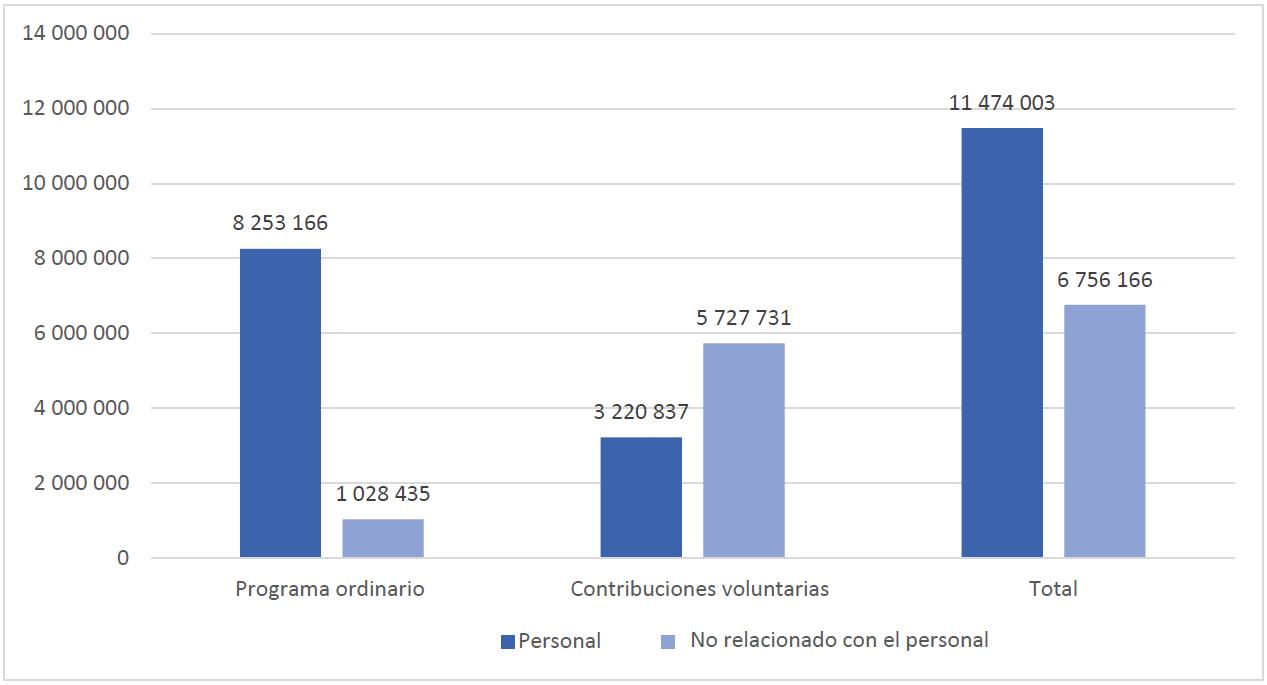 14 000 000
12 000 000
10 000 000
8 000 000
6 000 000
4 000 000
2 000 000
0
8 253 166
1 028 435
3 220 837
5 727 731
11 474 003
6 756 166
Programa ordinario
Contribuciones voluntarias
Total
Personal
No relacionado con el personal